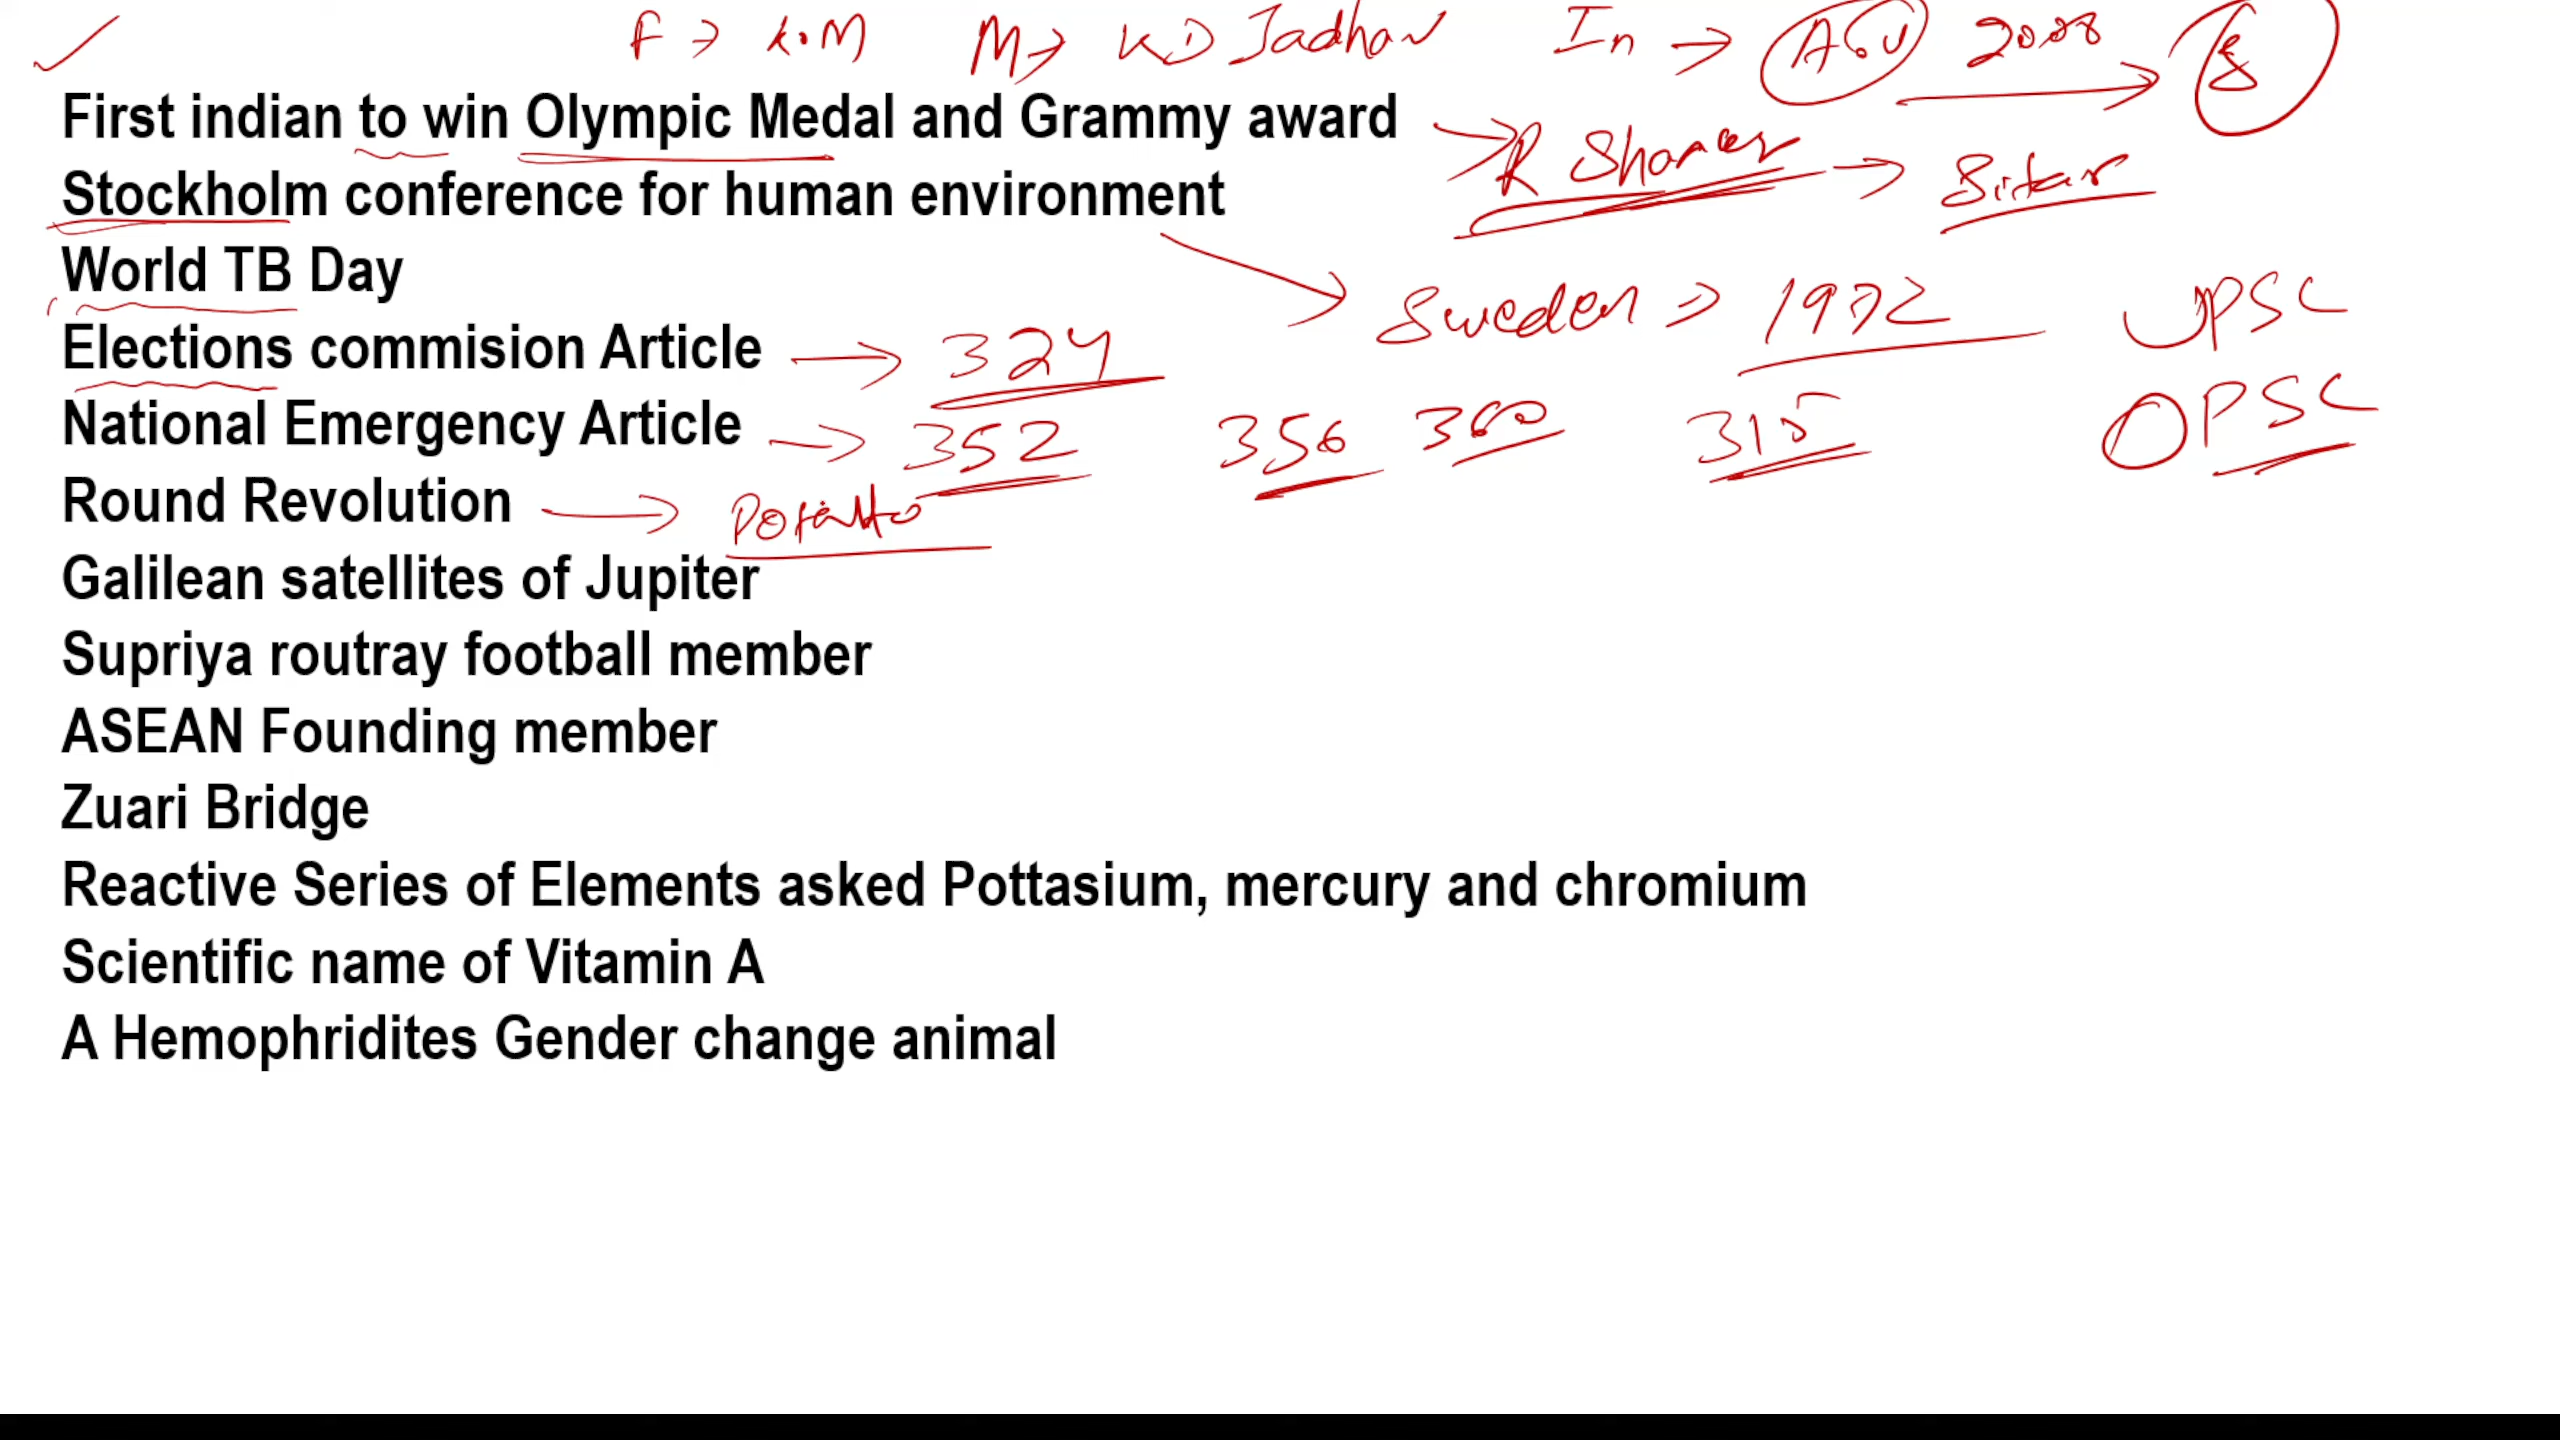 F → K.M M → KD Jadhav In → 2008
First indian to win Olympic Medal and Grammy award → R Shanker → Sitar
Stockholm conference for human environment → Sweden → 1972
World TB Day
UPSC
Elections commision Article → 324
National Emergency Article → 352 356 360 315 OPSC
Round Revolution → Potatto
Galilean satellites of Jupiter
Supriya routray football member
ASEAN Founding member
Zuari Bridge
Reactive Series of Elements asked Pottasium, mercury and chromium
Scientific name of Vitamin A
A Hemophridites Gender change animal